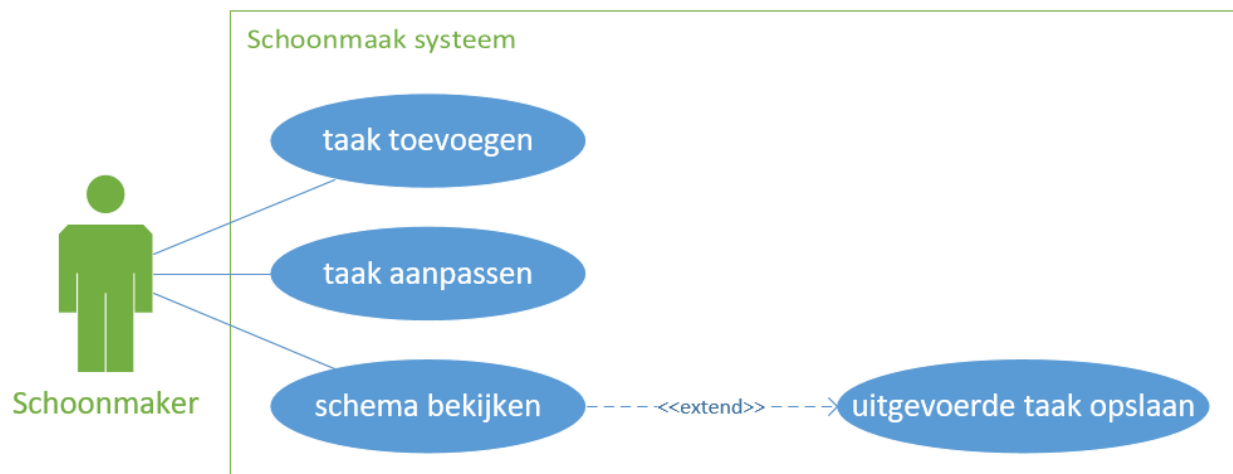 Schoonmaak systeem
taak toevoegen
taak aanpassen
Schoonmaker
schema bekijken
<<extend>>
uitgevoerde taak opslaan